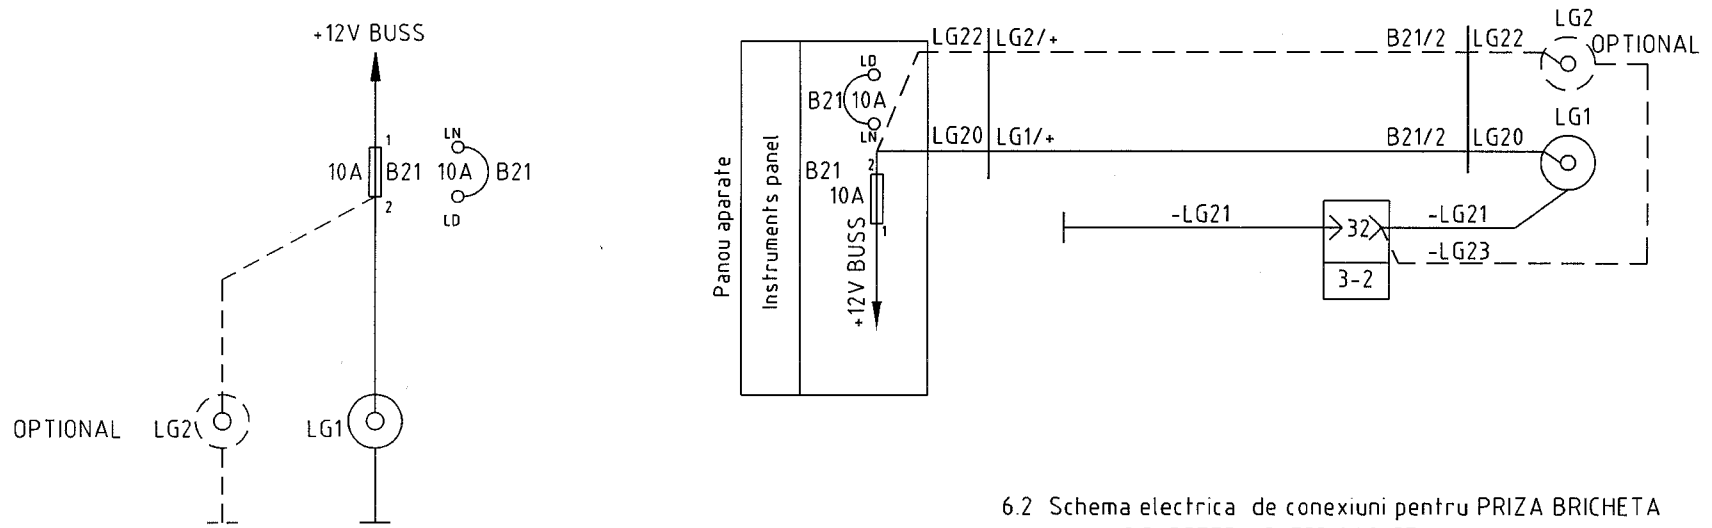 +12V BUSS
1
10A B21
2
LN
10A B21
LD
OPTIONAL LG2
LG1
Panou aparate
Instruments panel
LD
B21 10A
LN
B21
2
10A
1
+12V BUSS
LG22 LG2/+
B21/2 LG22
LG2
OPTIONAL
LG20 LG1/+
B21/2 LG20
LG1
-LG21
32
-LG21
-LG23
3-2
6.2 Schema electrica de conexiuni pentru PRIZA BRICHETA